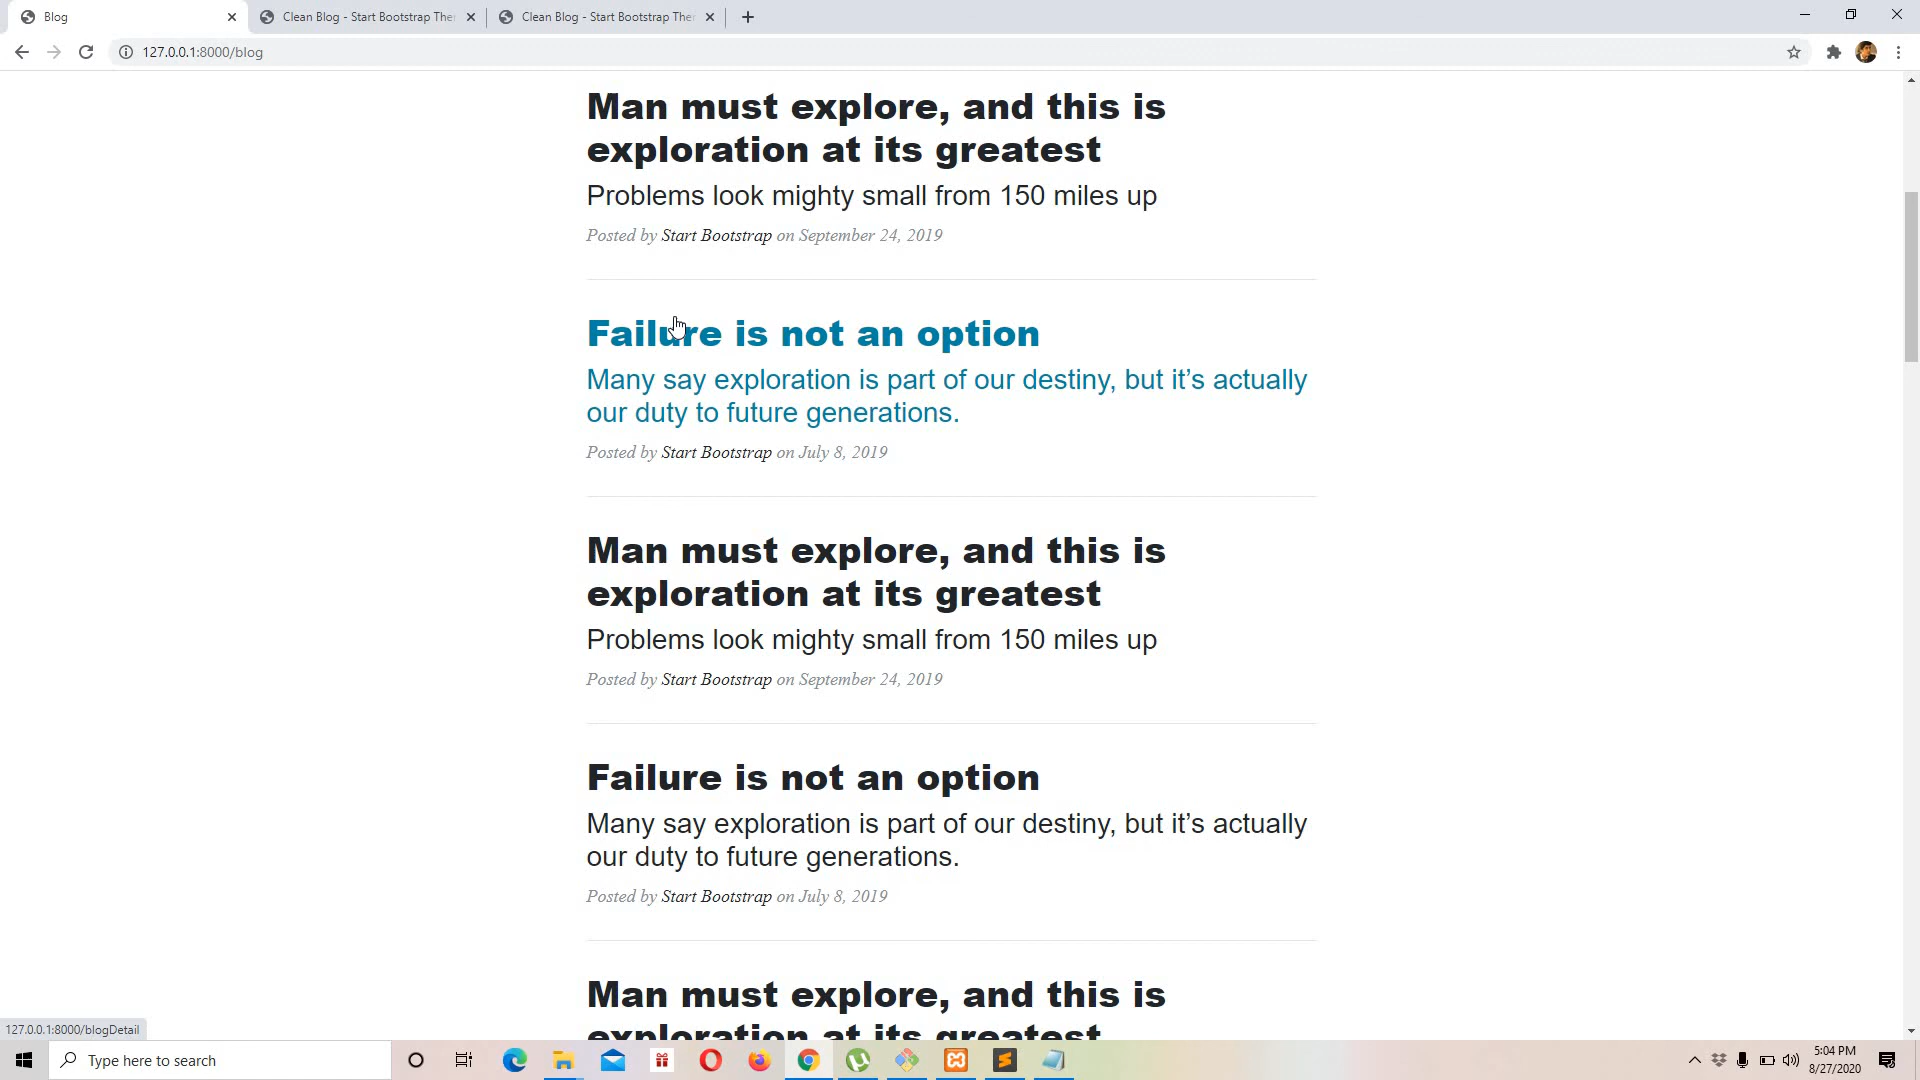 Blog
Clean Blog - Start Bootstrap The
Clean Blog - Start Bootstrap The
127.0.0.1:8000/blog
Man must explore, and this is
exploration at its greatest
Problems look mighty small from 150 miles up
Posted by Start Bootstrap on September 24, 2019
Failure is not an option
Many say exploration is part of our destiny, but it’s actually
our duty to future generations.
Posted by Start Bootstrap on July 8, 2019
Man must explore, and this is
exploration at its greatest
Problems look mighty small from 150 miles up
Posted by Start Bootstrap on September 24, 2019
Failure is not an option
Many say exploration is part of our destiny, but it’s actually
our duty to future generations.
Posted by Start Bootstrap on July 8, 2019
Man must explore, and this is
exploration at its greatest
127.0.0.1:8000/blogDetail
Type here to search
5:04 PM
8/27/2020